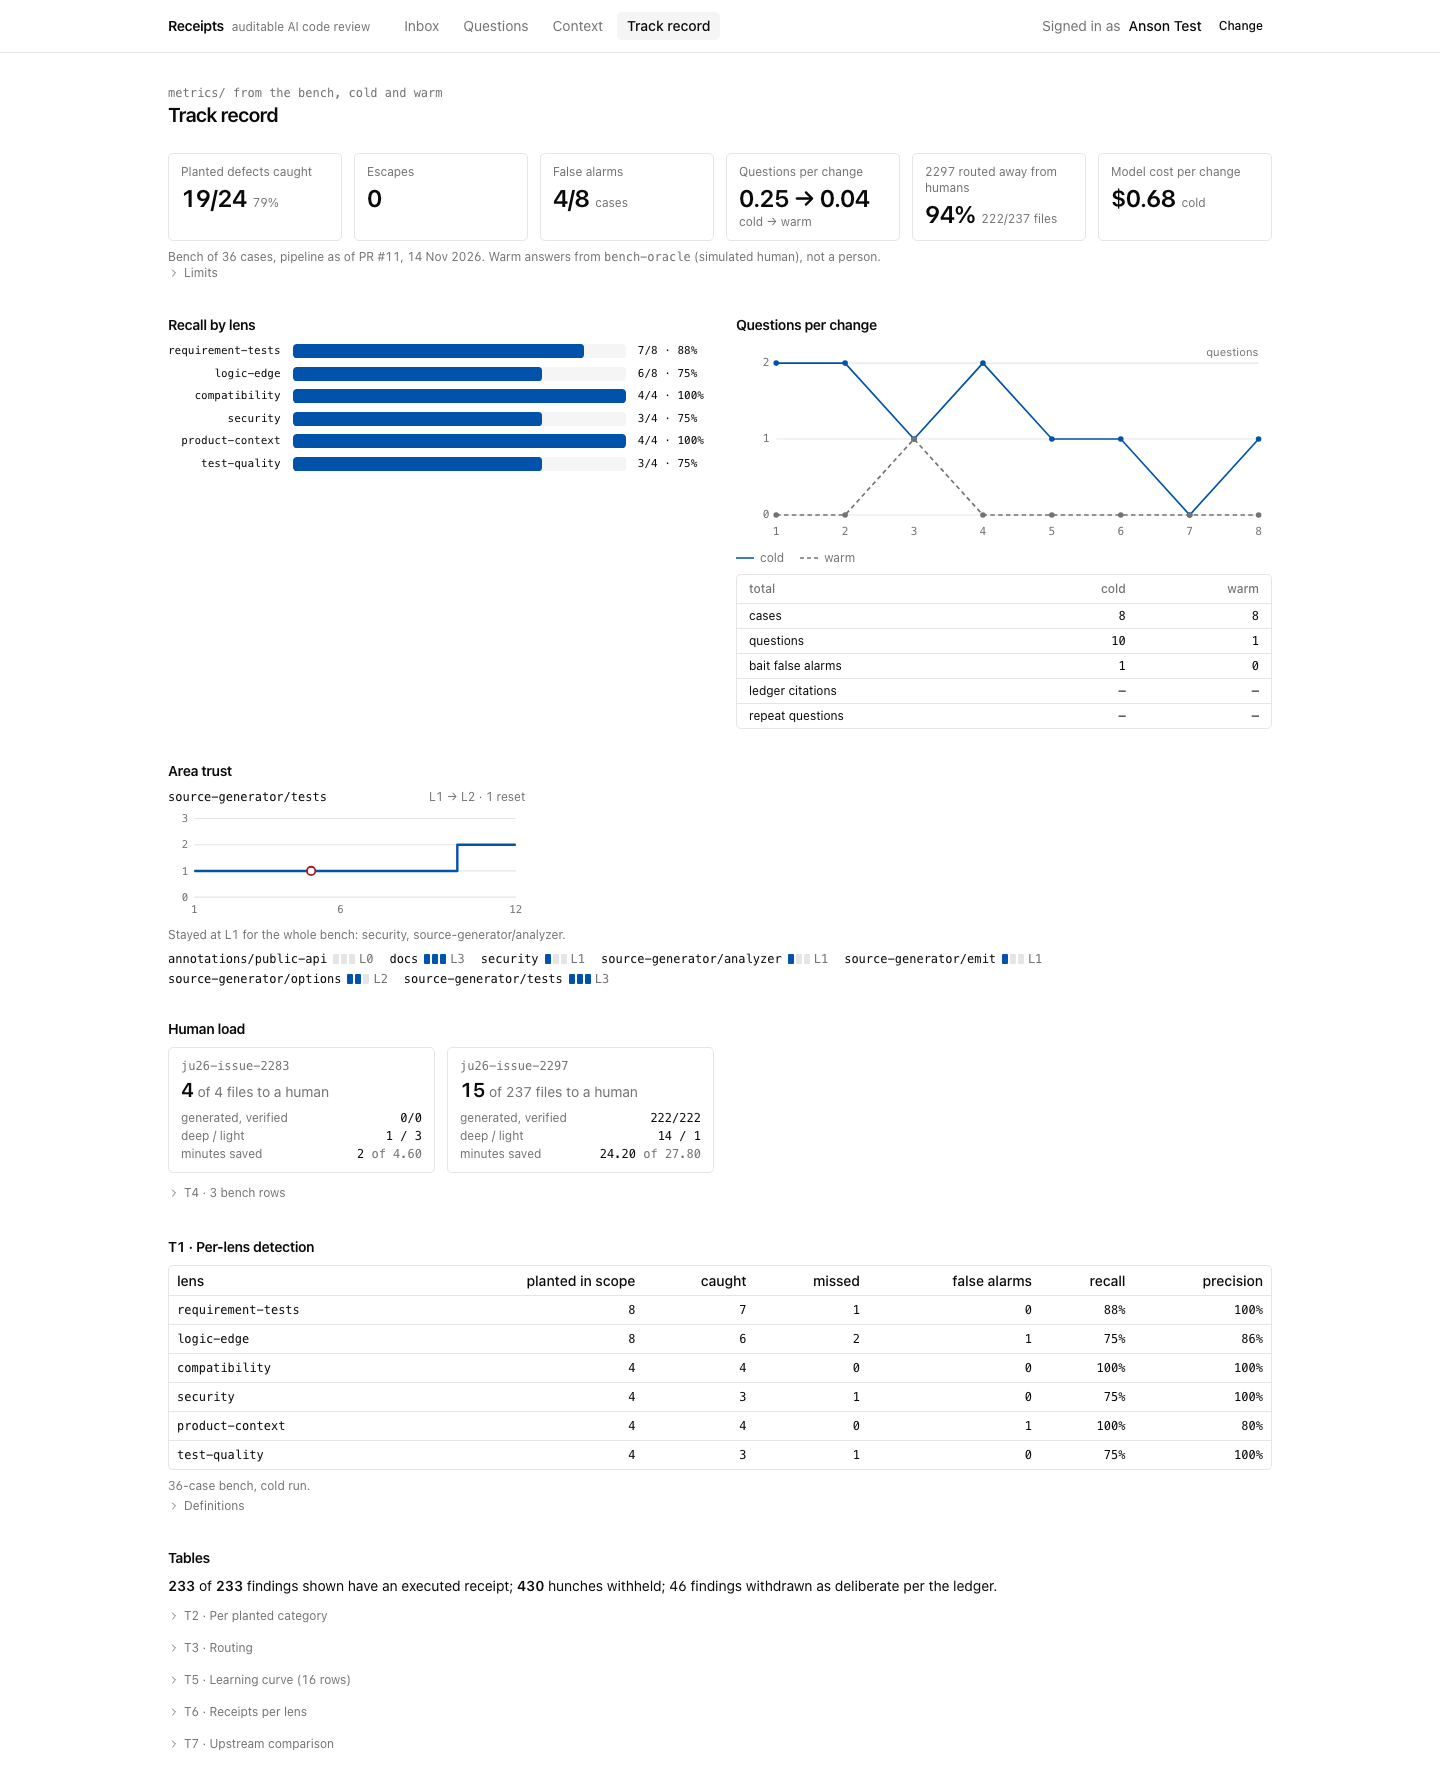 Receipts auditable AI code review Inbox Questions Context Track record Signed in as Anson Test Change
metrics/ from the bench, cold and warm
Track record
Planted defects caught
19/24 79%
Escapes
0
False alarms
4/8 cases
Questions per change
0.25 → 0.04
cold → warm
2297 routed away from
humans
94% 222/237 files
Model cost per change
$0.68 cold
Bench of 36 cases, pipeline as of PR #11, 14 Nov 2026. Warm answers from bench-oracle (simulated human), not a person.
Limits
Recall by lens
requirement-tests 7/8 · 88%
logic-edge 6/8 · 75%
compatibility 4/4 · 100%
security 3/4 · 75%
product-context 4/4 · 100%
test-quality 3/4 · 75%
Questions per change
questions
2
1
0
1 2 3 4 5 6 7 8
cold warm
total cold warm
cases 8 8
questions 10 1
bait false alarms 1 0
ledger citations – –
repeat questions – –
Area trust
source-generator/tests L1 → L2 · 1 reset
3
2
1
0
1 6 12
Stayed at L1 for the whole bench: security, source-generator/analyzer.
annotations/public-api L0 docs L3 security L1 source-generator/analyzer L1 source-generator/emit L1
source-generator/options L2 source-generator/tests L3
Human load
ju26-issue-2283
4 of 4 files to a human
generated, verified 0/0
deep / light 1 / 3
minutes saved 2 of 4.60
ju26-issue-2297
15 of 237 files to a human
generated, verified 222/222
deep / light 14 / 1
minutes saved 24.20 of 27.80
T4 · 3 bench rows
T1 · Per-lens detection
lens planted in scope caught missed false alarms recall precision
requirement-tests 8 7 1 0 88% 100%
logic-edge 8 6 2 1 75% 86%
compatibility 4 4 0 0 100% 100%
security 4 3 1 0 75% 100%
product-context 4 4 0 1 100% 80%
test-quality 4 3 1 0 75% 100%
36-case bench, cold run.
Definitions
Tables
233 of 233 findings shown have an executed receipt; 430 hunches withheld; 46 findings withdrawn as deliberate per the ledger.
T2 · Per planted category
T3 · Routing
T5 · Learning curve (16 rows)
T6 · Receipts per lens
T7 · Upstream comparison